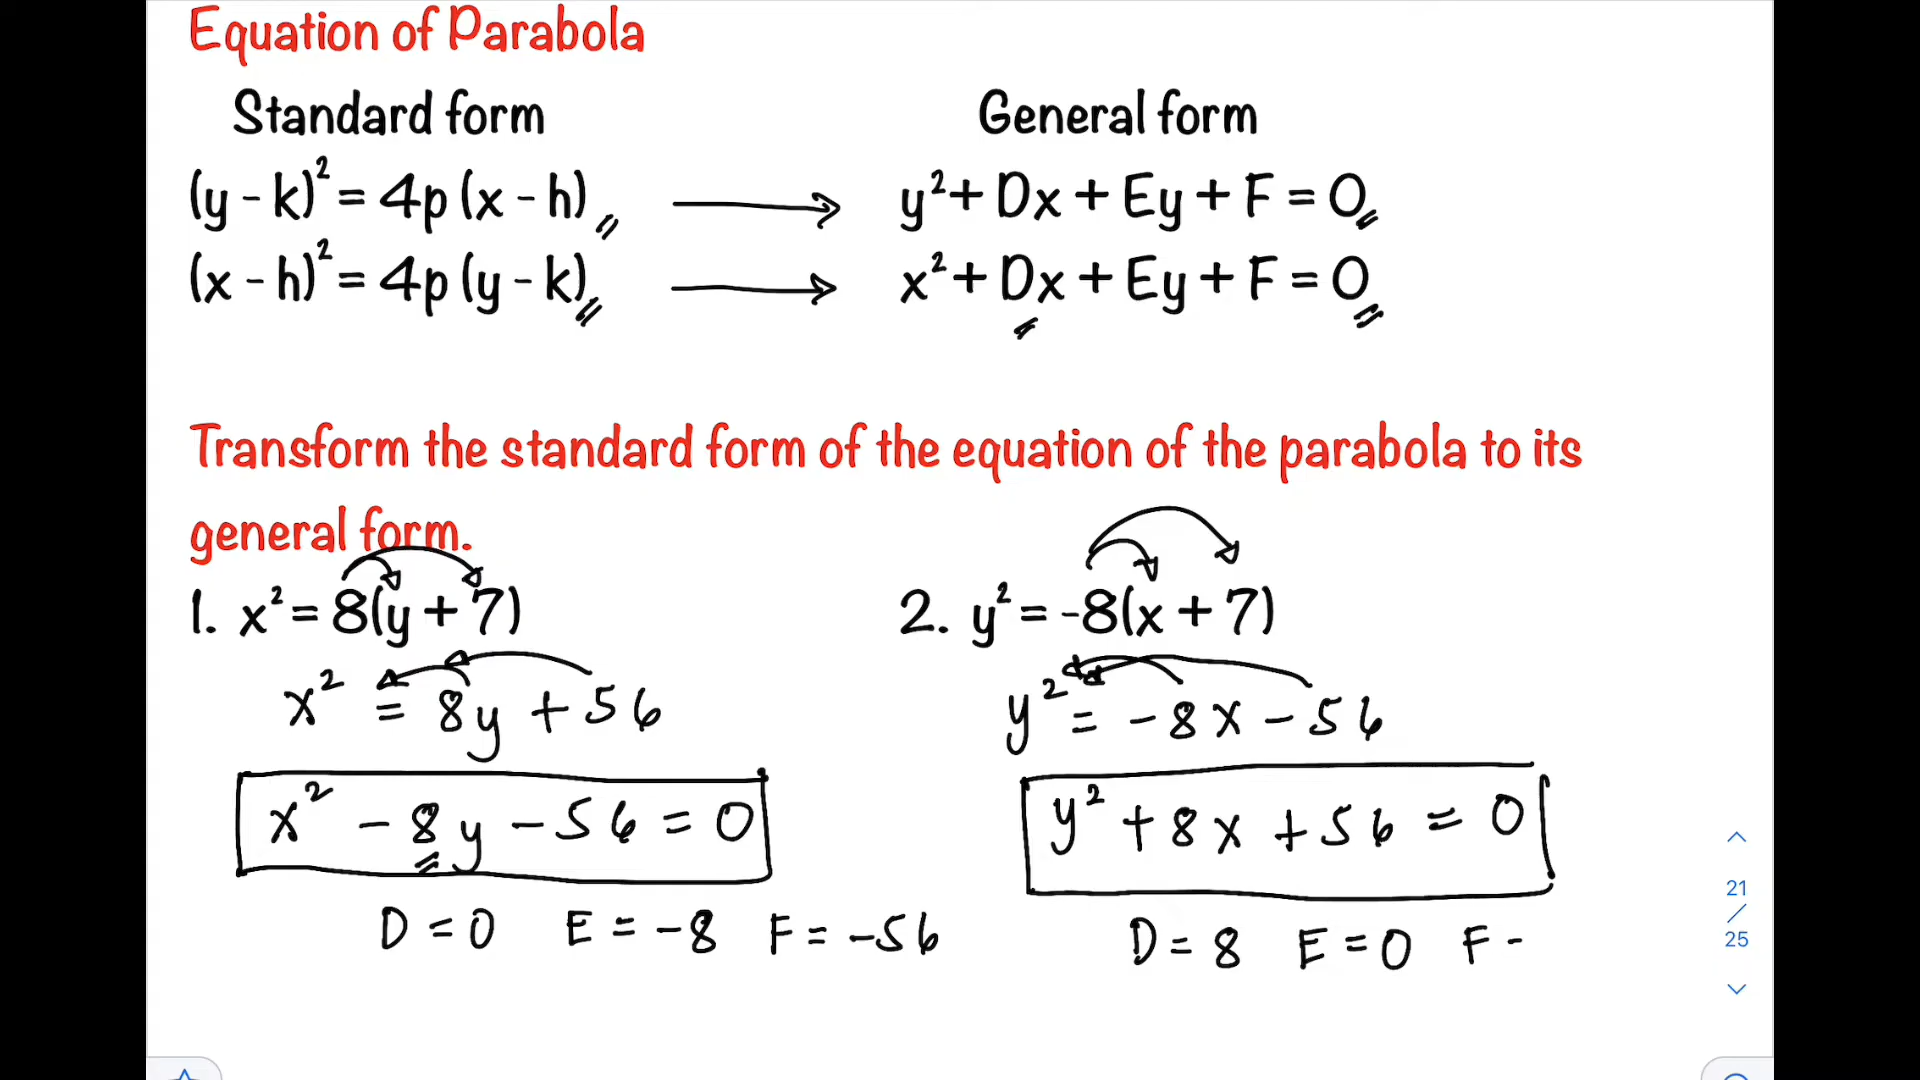 Equation of Parabola
Standard form
General form
(y - k)² = 4p (x - h)
y² + Dx + Ey + F = 0
(x - h)² = 4p (y - k)
x² + Dx + Ey + F = 0
Transform the standard form of the equation of the parabola to its
general form.
1. x² = 8(y + 7)
x² = 8y + 56
x² - 8y - 56 = 0
D = 0 E = -8 F = -56
2. y² = -8(x + 7)
y² = -8x - 56
y² + 8x + 56 = 0
D = 8 E = 0 F -
21
/
25